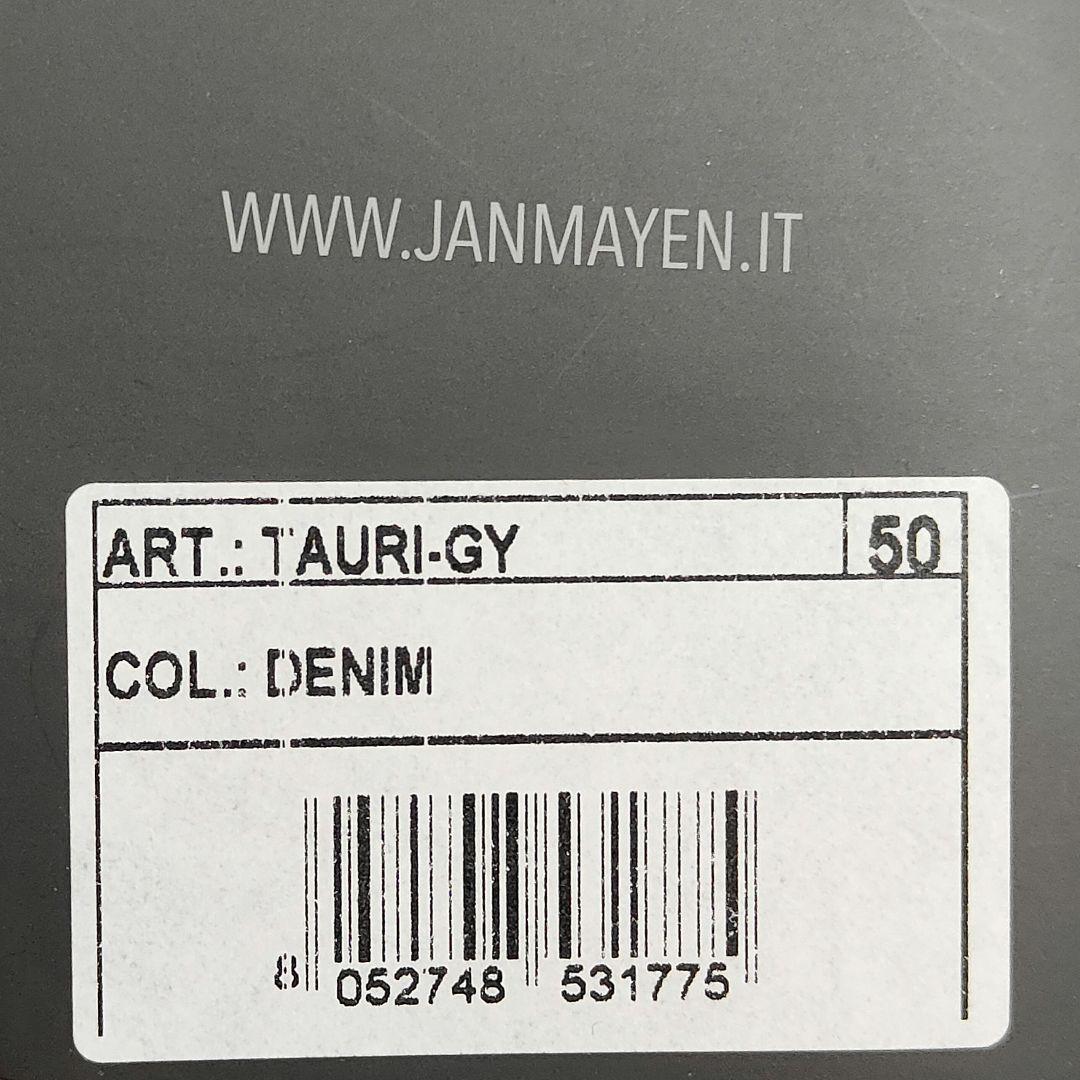 WWW.JANMAYEN.IT
ART.: TAURI-GY 50
COL.: DENIM
8 052748 531775